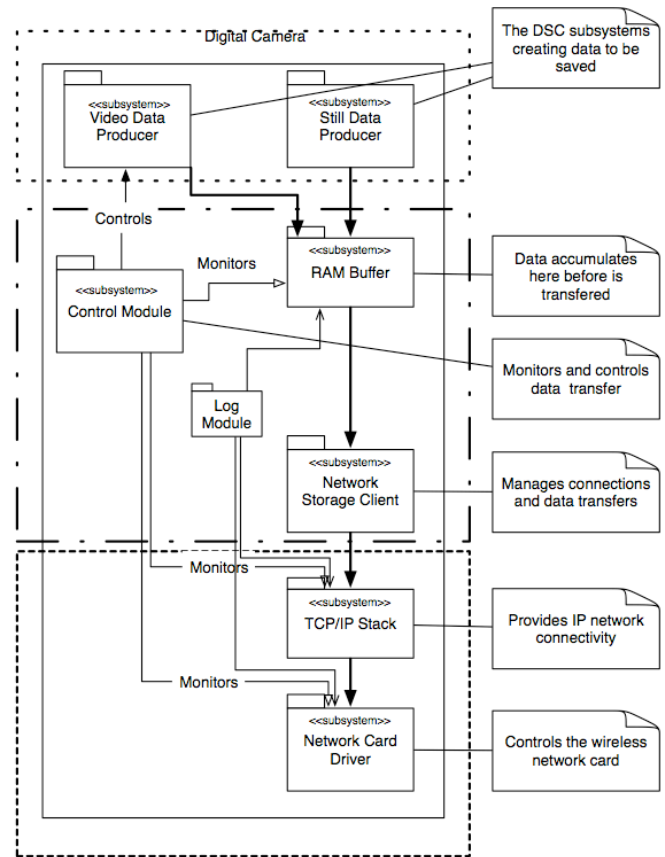 Digital Camera
The DSC subsystems
creating data to be
saved
<<subsystem>>
Video Data
Producer
<<subsystem>>
Still Data
Producer
Controls
Monitors
<<subsystem>>
RAM Buffer
Data accumulates
here before is
transfered
<<subsystem>>
Control Module
Monitors and controls
data transfer
Log
Module
<<subsystem>>
Network
Storage Client
Manages connections
and data transfers
Monitors
<<subsystem>>
TCP/IP Stack
Provides IP network
connectivity
Monitors
<<subsystem>>
Network Card
Driver
Controls the wireless
network card